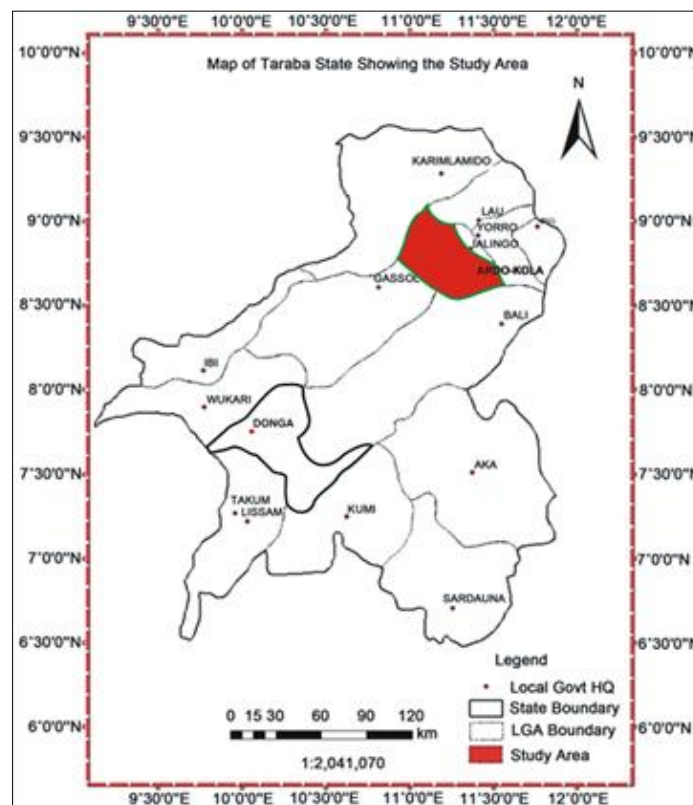 9°30'0"N 10°0'0"N 10°30'0"N 11°0'0"N 11°30'0"N 12°0'0"N
Map of Taraba State Showing the Study Area
10°0'0"N 10°0'0"N
N
9°30'0"N 9°30'0"N
KARIMLAMIDO
LAU
9°0'0"N 9°0'0"N
YORRO
JALINGO
ARDO-KOLA
GASSOL
8°30'0"N 8°30'0"N
BALI
IBI
8°0'0"N 8°0'0"N
WUKARI
DONGA
7°30'0"N 7°30'0"N
AKA
TAKUM
LISSAM
KUMI
7°0'0"N 7°0'0"N
SARDAUNA
6°30'0"N 6°30'0"N
Legend
Local Govt HQ
State Boundary
LGA Boundary
Study Area
6°0'0"N 6°0'0"N
0 15 30 60 90 120
km
1:2,041,070
9°30'0"N 10°0'0"N 10°30'0"N 11°0'0"N 11°30'0"N 12°0'0"N